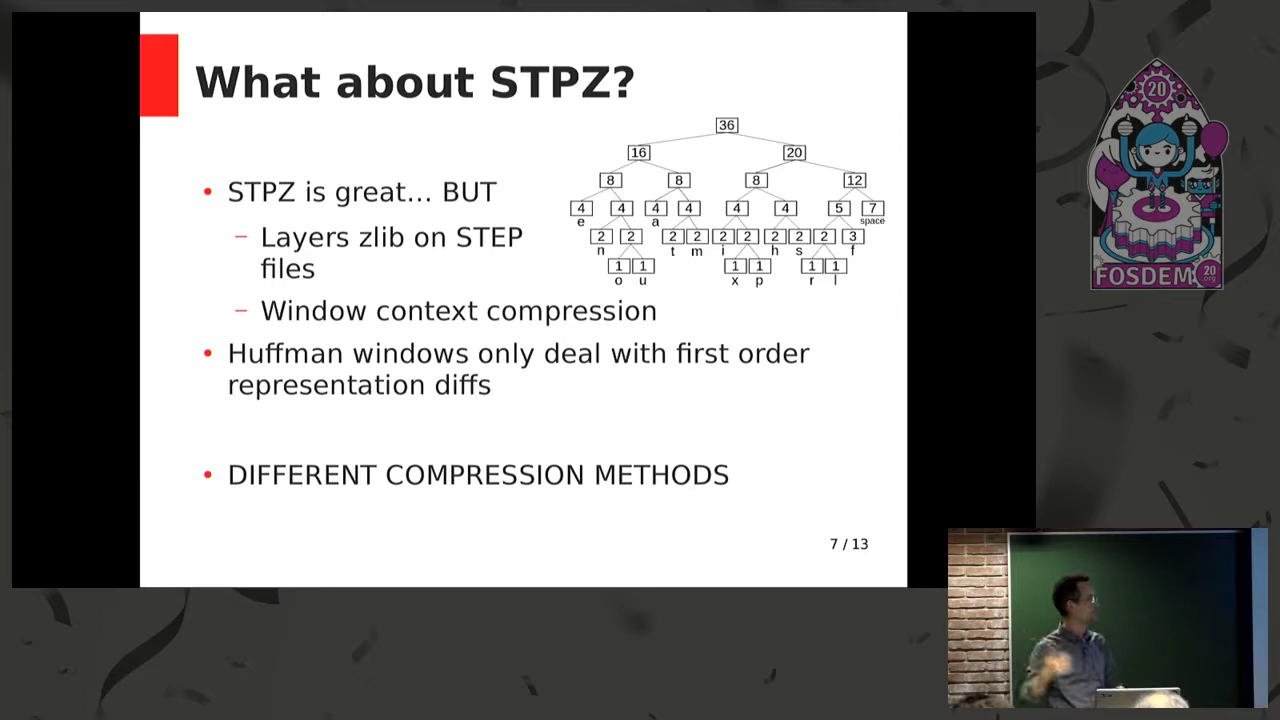 What about STPZ?
• STPZ is great... BUT
– Layers zlib on STEP
files
– Window context compression
• Huffman windows only deal with first order
representation diffs
• DIFFERENT COMPRESSION METHODS
36
16 20
8 8 8 12
4 4 4 4 4 4 5 7
e a space
2 2 2 2 2 2 2 2 2 3
n t m i h s f
1 1 1 1 1 1
o u x p r l
7 / 13
20
FOSDEM 20
.org